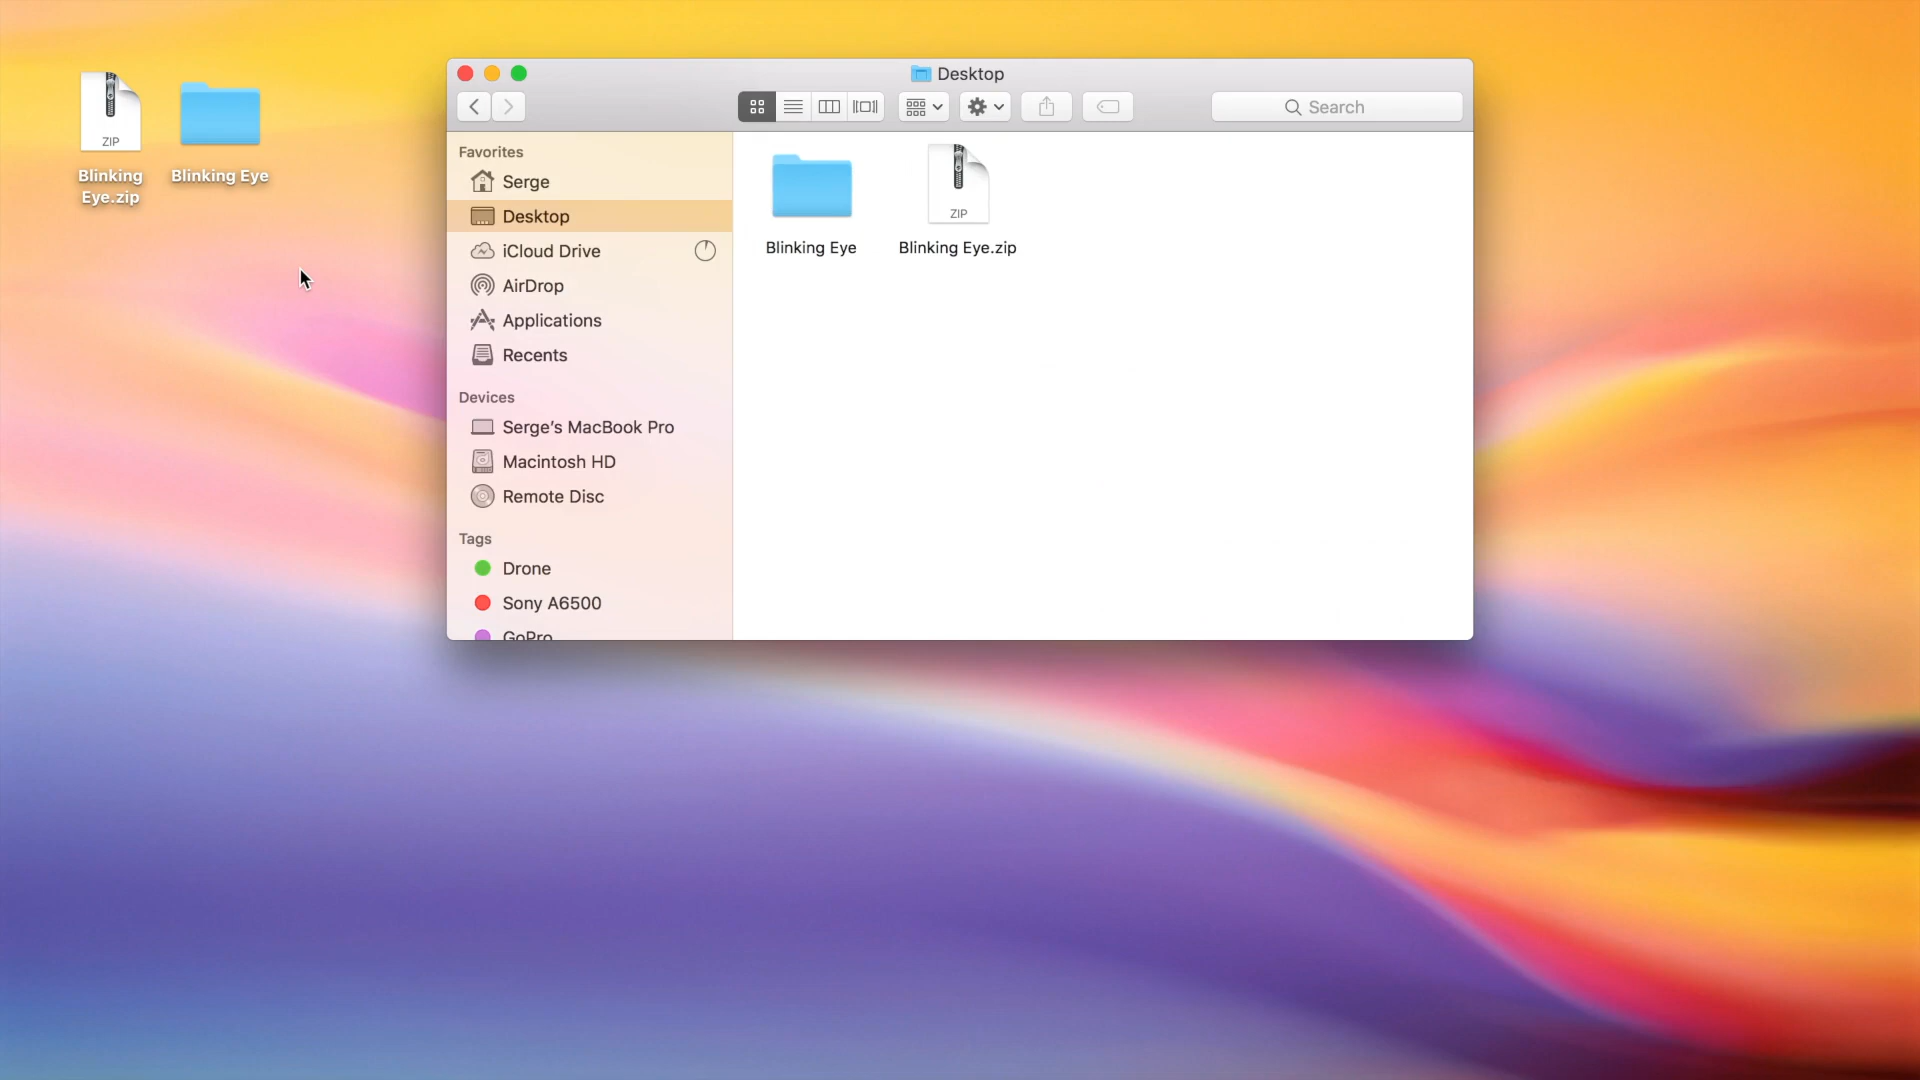 ZIP
Blinking
Eye.zip
Blinking Eye
Desktop
Search
Favorites
Serge
Desktop
iCloud Drive
AirDrop
Applications
Recents
Devices
Serge’s MacBook Pro
Macintosh HD
Remote Disc
Tags
Drone
Sony A6500
GoPro
Blinking Eye
ZIP
Blinking Eye.zip